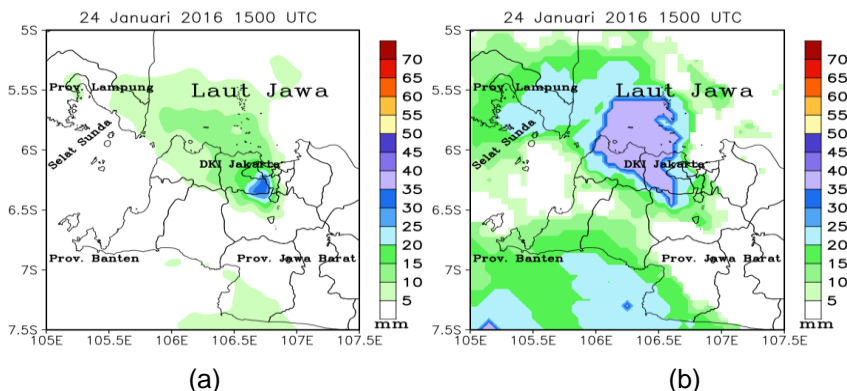 24 Januari 2016 1500 UTC
5S
5.5S
6S
6.5S
7S
7.5S
105E
105.5E
106E
106.5E
107E
107.5E
Prov. Lampung
Laut Jawa
Selat Sunda
DKI Jakarta
Prov. Banten
Prov. Jawa Barat
70
65
60
55
50
45
40
35
30
25
20
15
10
5
mm
(a)
24 Januari 2016 1500 UTC
5S
5.5S
6S
6.5S
7S
7.5S
105E
105.5E
106E
106.5E
107E
107.5E
Prov. Lampung
Laut Jawa
Selat Sunda
DKI Jakarta
Prov. Banten
Prov. Jawa Barat
70
65
60
55
50
45
40
35
30
25
20
15
10
5
mm
(b)